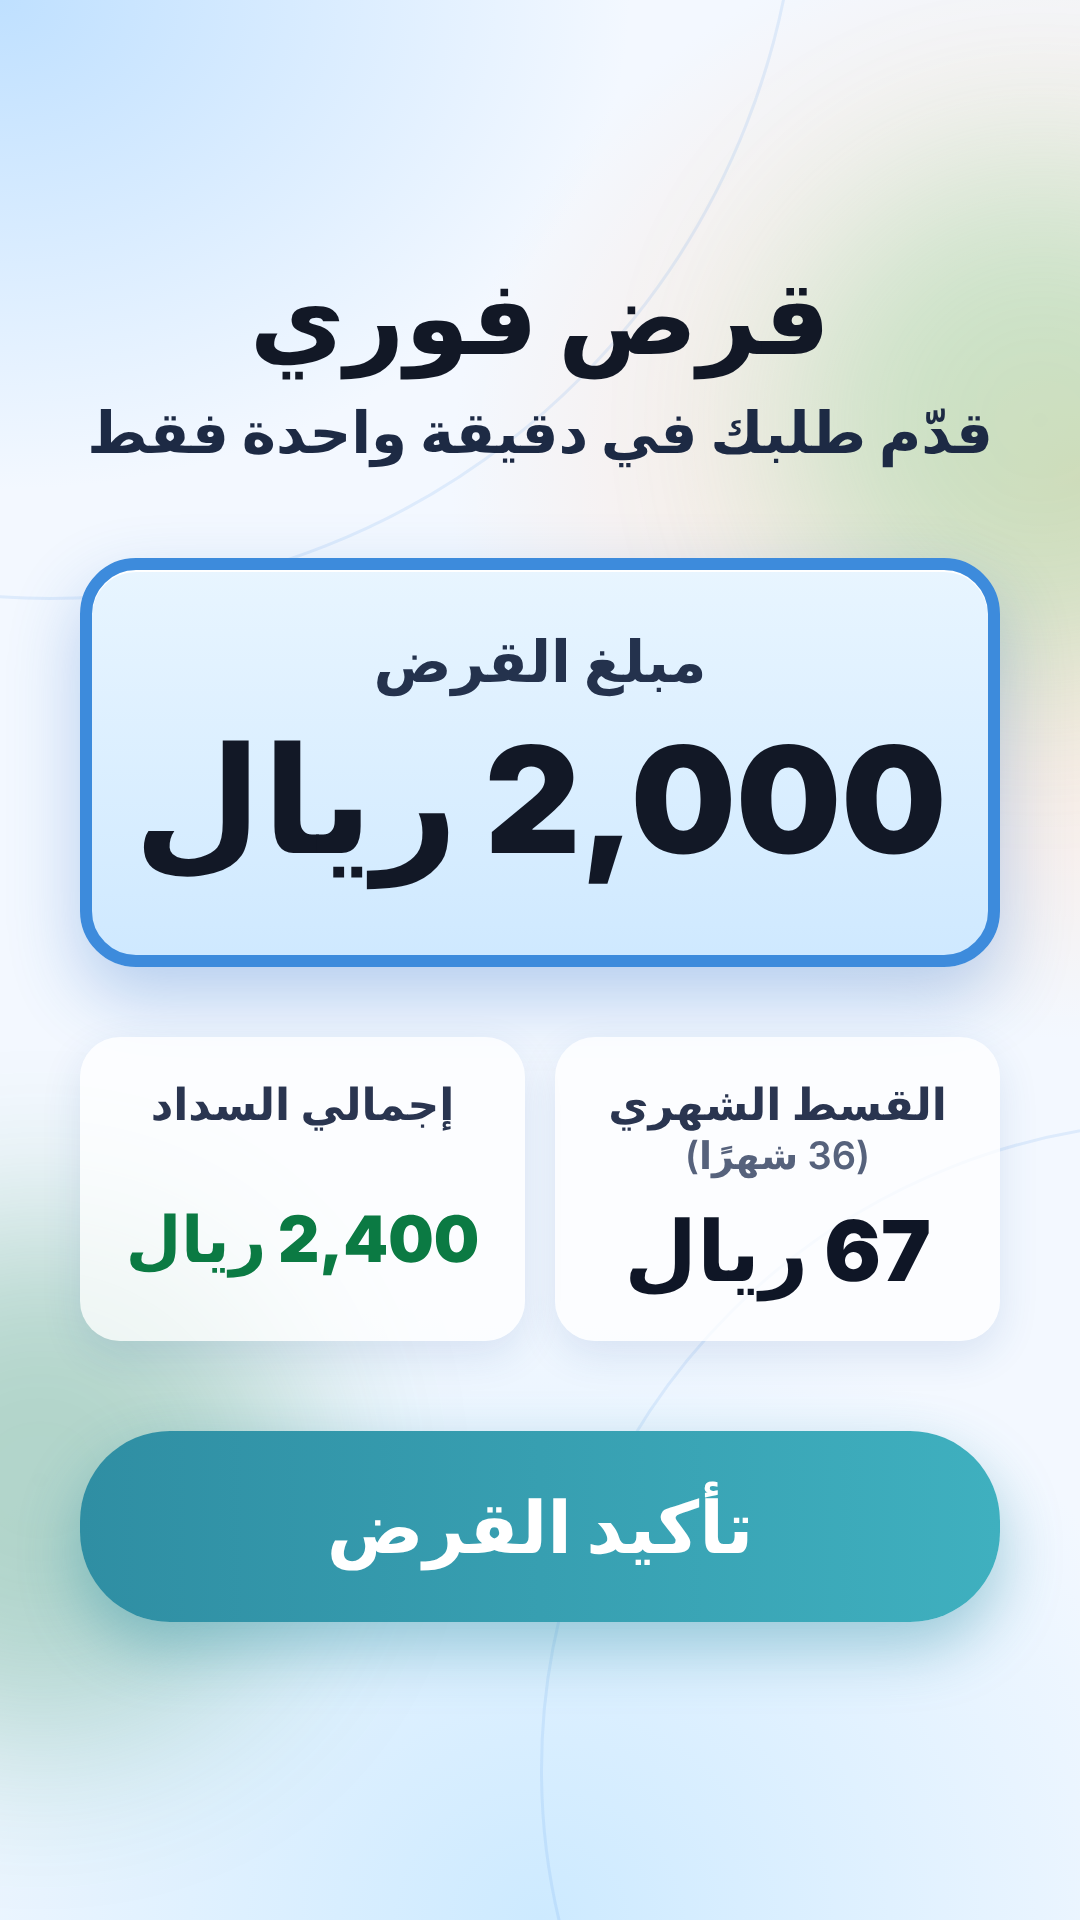 قرض فوري
قدّم طلبك في دقيقة واحدة فقط
مبلغ القرض
2,000 ريال
القسط الشهري
(36 شهرًا)
67 ريال
إجمالي السداد
2,400 ريال
تأكيد القرض